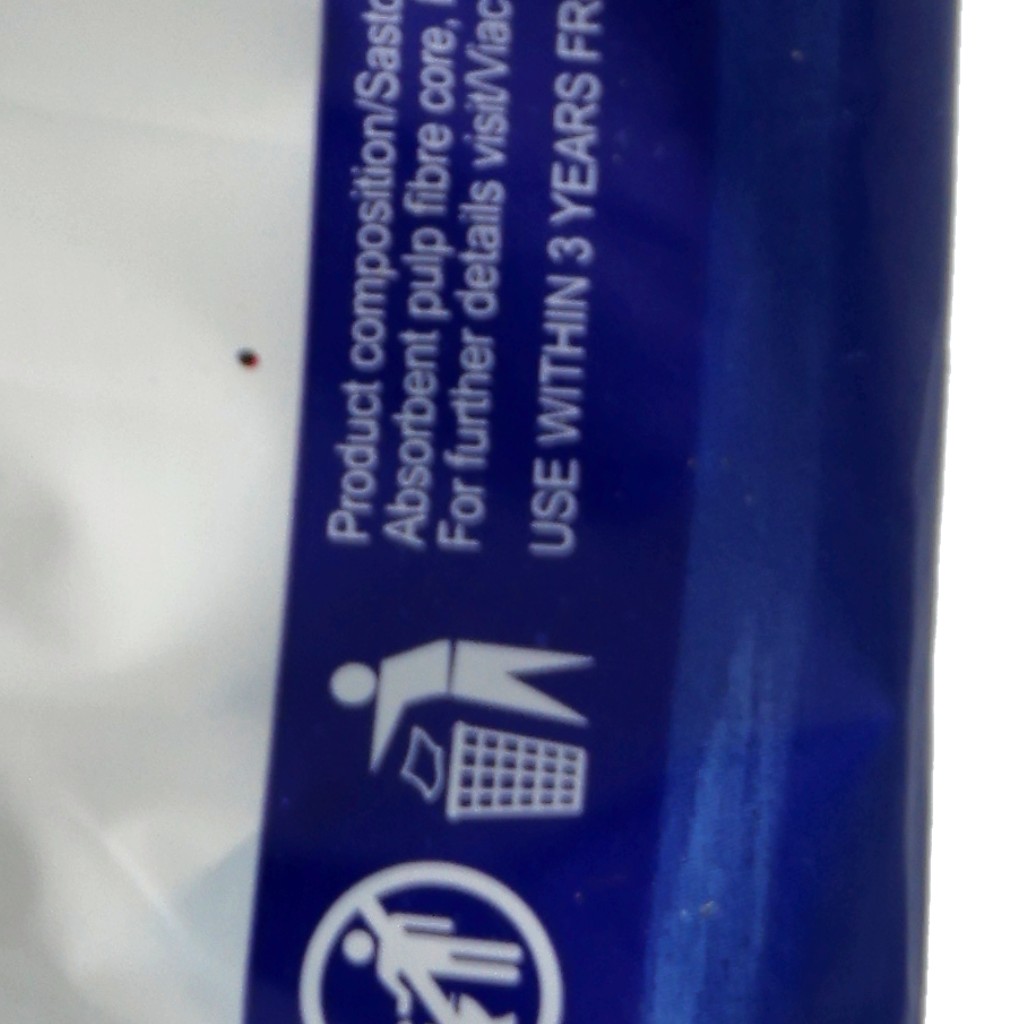 Product composition/Sasto
Absorbent pulp fibre core,
For further details visit/Viac
USE WITHIN 3 YEARS FR